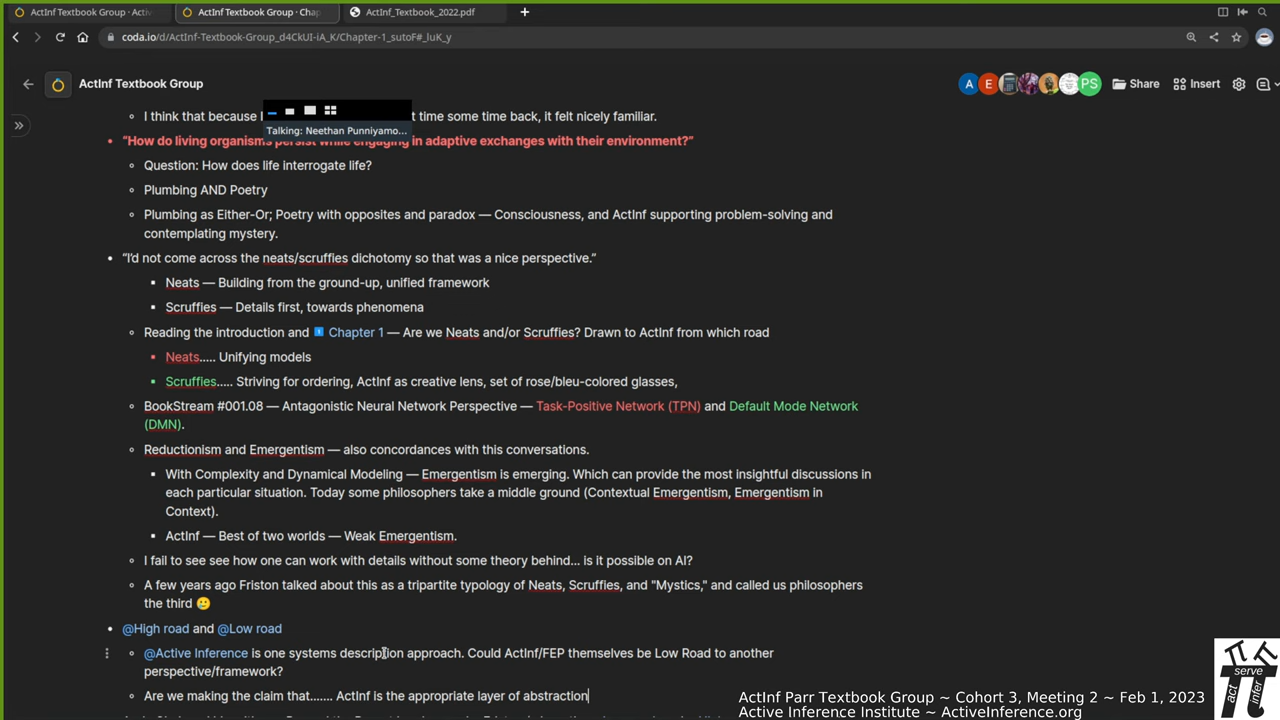 ActInf Textbook Group · Activ
ActInf Textbook Group · Chap
ActInf_Textbook_2022.pdf
coda.io/d/ActInf-Textbook-Group_d4CkUI-iA_K/Chapter-1_sutoF#_luK_y
ActInf Textbook Group
A E PS Share Insert
I think that because
t time some time back, it felt nicely familiar.
Talking: Neethan Punniyamo...
"How do living organisms persist while engaging in adaptive exchanges with their environment?"
Question: How does life interrogate life?
Plumbing AND Poetry
Plumbing as Either-Or; Poetry with opposites and paradox — Consciousness, and ActInf supporting problem-solving and
contemplating mystery.
"I'd not come across the neats/scruffies dichotomy so that was a nice perspective."
Neats — Building from the ground-up, unified framework
Scruffies — Details first, towards phenomena
Reading the introduction and 1 Chapter 1 — Are we Neats and/or Scruffies? Drawn to ActInf from which road
Neats..... Unifying models
Scruffies..... Striving for ordering, ActInf as creative lens, set of rose/bleu-colored glasses,
BookStream #001.08 — Antagonistic Neural Network Perspective — Task-Positive Network (TPN) and Default Mode Network
(DMN).
Reductionism and Emergentism — also concordances with this conversations.
With Complexity and Dynamical Modeling — Emergentism is emerging. Which can provide the most insightful discussions in
each particular situation. Today some philosophers take a middle ground (Contextual Emergentism, Emergentism in
Context).
ActInf — Best of two worlds — Weak Emergentism.
I fail to see see how one can work with details without some theory behind... is it possible on AI?
A few years ago Friston talked about this as a tripartite typology of Neats, Scruffies, and "Mystics," and called us philosophers
the third 🥲
@High road and @Low road
@Active Inference is one systems description approach. Could ActInf/FEP themselves be Low Road to another
perspective/framework?
Are we making the claim that....... ActInf is the appropriate layer of abstraction
ActInf Parr Textbook Group ~ Cohort 3, Meeting 2 ~ Feb 1, 2023
Active Inference Institute ~ ActiveInference.org
act serve infer